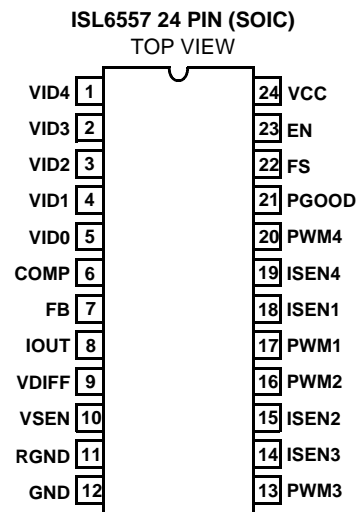 ISL6557 24 PIN (SOIC)
TOP VIEW
VID4 1 24 VCC
VID3 2 23 EN
VID2 3 22 FS
VID1 4 21 PGOOD
VID0 5 20 PWM4
COMP 6 19 ISEN4
FB 7 18 ISEN1
IOUT 8 17 PWM1
VDIFF 9 16 PWM2
VSEN 10 15 ISEN2
RGND 11 14 ISEN3
GND 12 13 PWM3